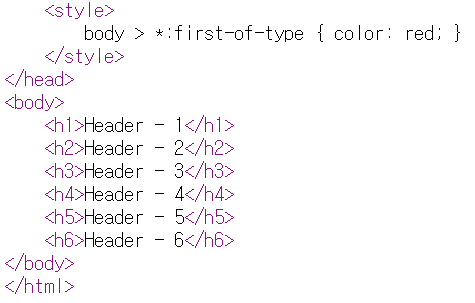 <style>
body > *:first-of-type { color: red; }
</style>
</head>
<body>
<h1>Header - 1</h1>
<h2>Header - 2</h2>
<h3>Header - 3</h3>
<h4>Header - 4</h4>
<h5>Header - 5</h5>
<h6>Header - 6</h6>
</body>
</html>